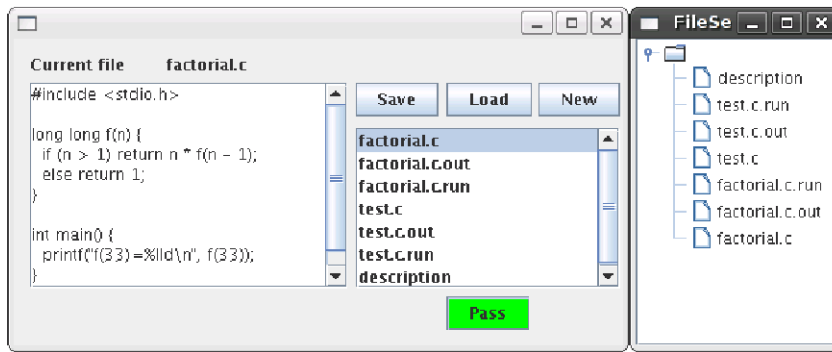 FileSe
Current file factorial.c
#include <stdio.h>
long long f(n) {
if (n > 1) return n * f(n - 1);
else return 1;
}
int main() {
printf("f(33)=%lld\n", f(33));
}
Save Load New
factorial.c
factorial.c.out
factorial.c.run
test.c
test.c.out
test.c.run
description
Pass
description
test.c.run
test.c.out
test.c
factorial.c.run
factorial.c.out
factorial.c